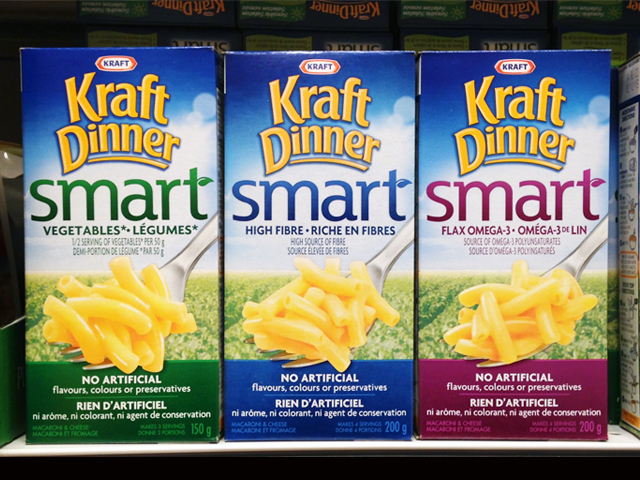 Kraft Dinner
Kraft Dinner
KRAFT
Kraft
Dinner
smart
VEGETABLES*• LÉGUMES*
1/2 SERVING OF VEGETABLES* PER 50 g
DEMI-PORTION DE LÉGUME *PAR 50 g
NO ARTIFICIAL
flavours, colours or preservatives
RIEN D'ARTIFICIEL
ni arôme, ni colorant, ni agent de conservation
MACARONI & CHEESE
MACARONI ET FROMAGE
MAKES 3 SERVINGS
DONNE 3 PORTIONS
150 g
KRAFT
Kraft
Dinner
smart
HIGH FIBRE • RICHE EN FIBRES
HIGH SOURCE OF FIBRE
SOURCE ÉLEVÉE DE FIBRES
NO ARTIFICIAL
flavours, colours or preservatives
RIEN D'ARTIFICIEL
ni arôme, ni colorant, ni agent de conservation
MACARONI & CHEESE
MACARONI ET FROMAGE
MAKES 4 SERVINGS
DONNE 4 PORTIONS
200 g
KRAFT
Kraft
Dinner
smart
FLAX OMEGA-3 • OMÉGA-3 DE LIN
SOURCE OF OMEGA-3 POLYUNSATURATES
SOURCE D'OMÉGA-3 POLYINSATURÉS
NO ARTIFICIAL
flavours, colours or preservatives
RIEN D'ARTIFICIEL
ni arôme, ni colorant, ni agent de conservation
MACARONI & CHEESE
MACARONI ET FROMAGE
MAKES 4 SERVINGS
DONNE 4 PORTIONS
200 g